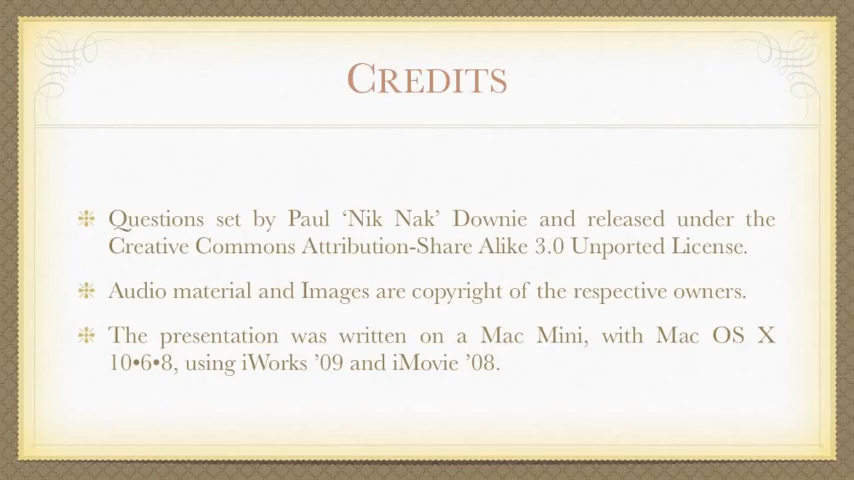 CREDITS
Questions set by Paul ‘Nik Nak’ Downie and released under the
Creative Commons Attribution-Share Alike 3.0 Unported License.
Audio material and Images are copyright of the respective owners.
The presentation was written on a Mac Mini, with Mac OS X
10•6•8, using iWorks ’09 and iMovie ’08.